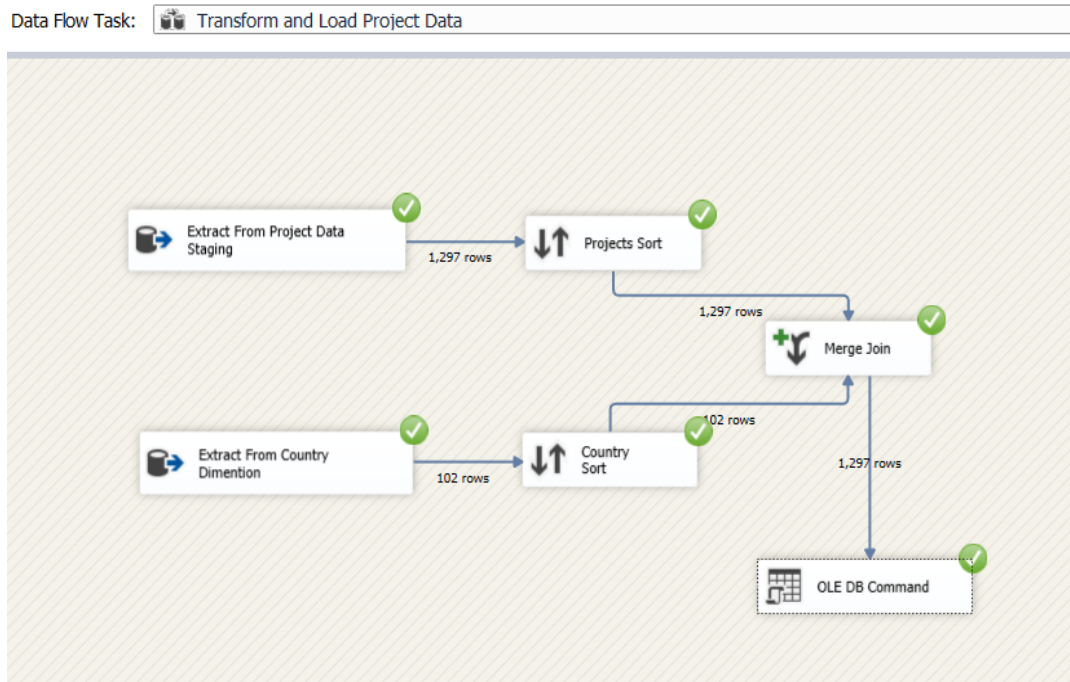 Data Flow Task: Transform and Load Project Data
Extract From Project Data
Staging
1,297 rows
Projects Sort
1,297 rows
Merge Join
Extract From Country
Dimention
102 rows
Country
Sort
102 rows
1,297 rows
OLE DB Command